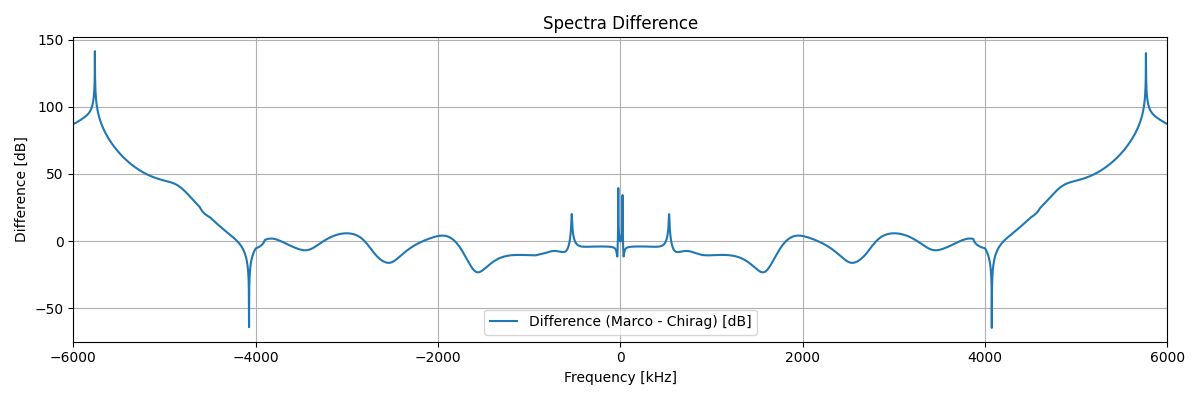 Spectra Difference
150
100
50
0
−50
Difference [dB]
Difference (Marco - Chirag) [dB]
−6000 −4000 −2000 0 2000 4000 6000
Frequency [kHz]